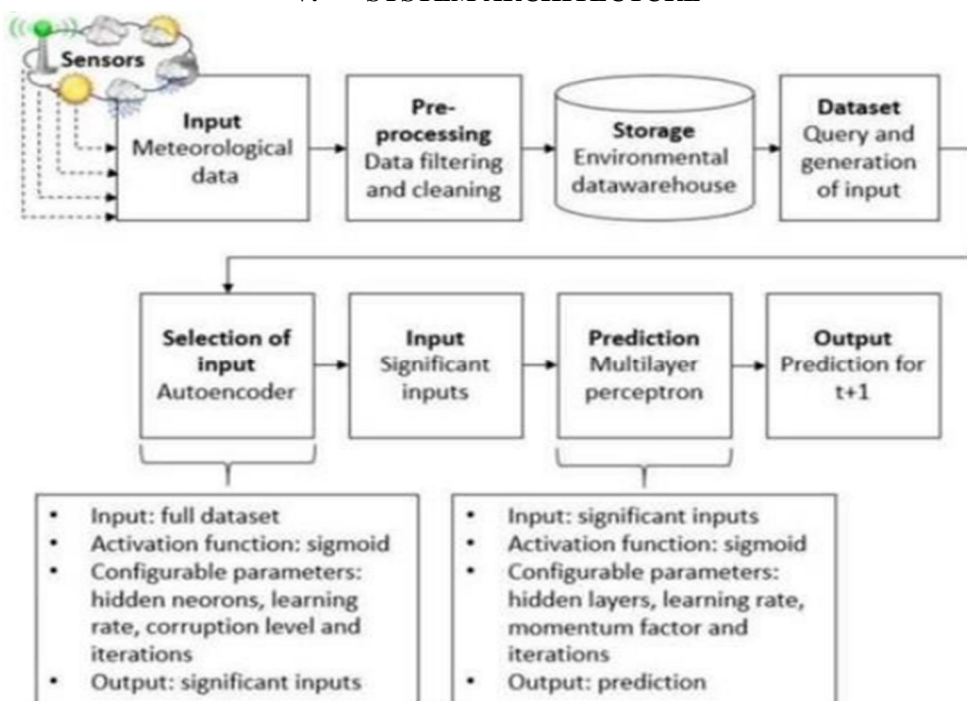 V. SYSTEM ARCHITECTURE
Sensors
Input
Meteorological
data
Pre-
processing
Data filtering
and cleaning
Storage
Environmental
datawarehouse
Dataset
Query and
generation
of input
Selection of
input
Autoencoder
Input
Significant
inputs
Prediction
Multilayer
perceptron
Output
Prediction for
t+1
• Input: full dataset
• Activation function: sigmoid
• Configurable parameters:
hidden neorons, learning
rate, corruption level and
iterations
• Output: significant inputs
• Input: significant inputs
• Activation function: sigmoid
• Configurable parameters:
hidden layers, learning rate,
momentum factor and
iterations
• Output: prediction